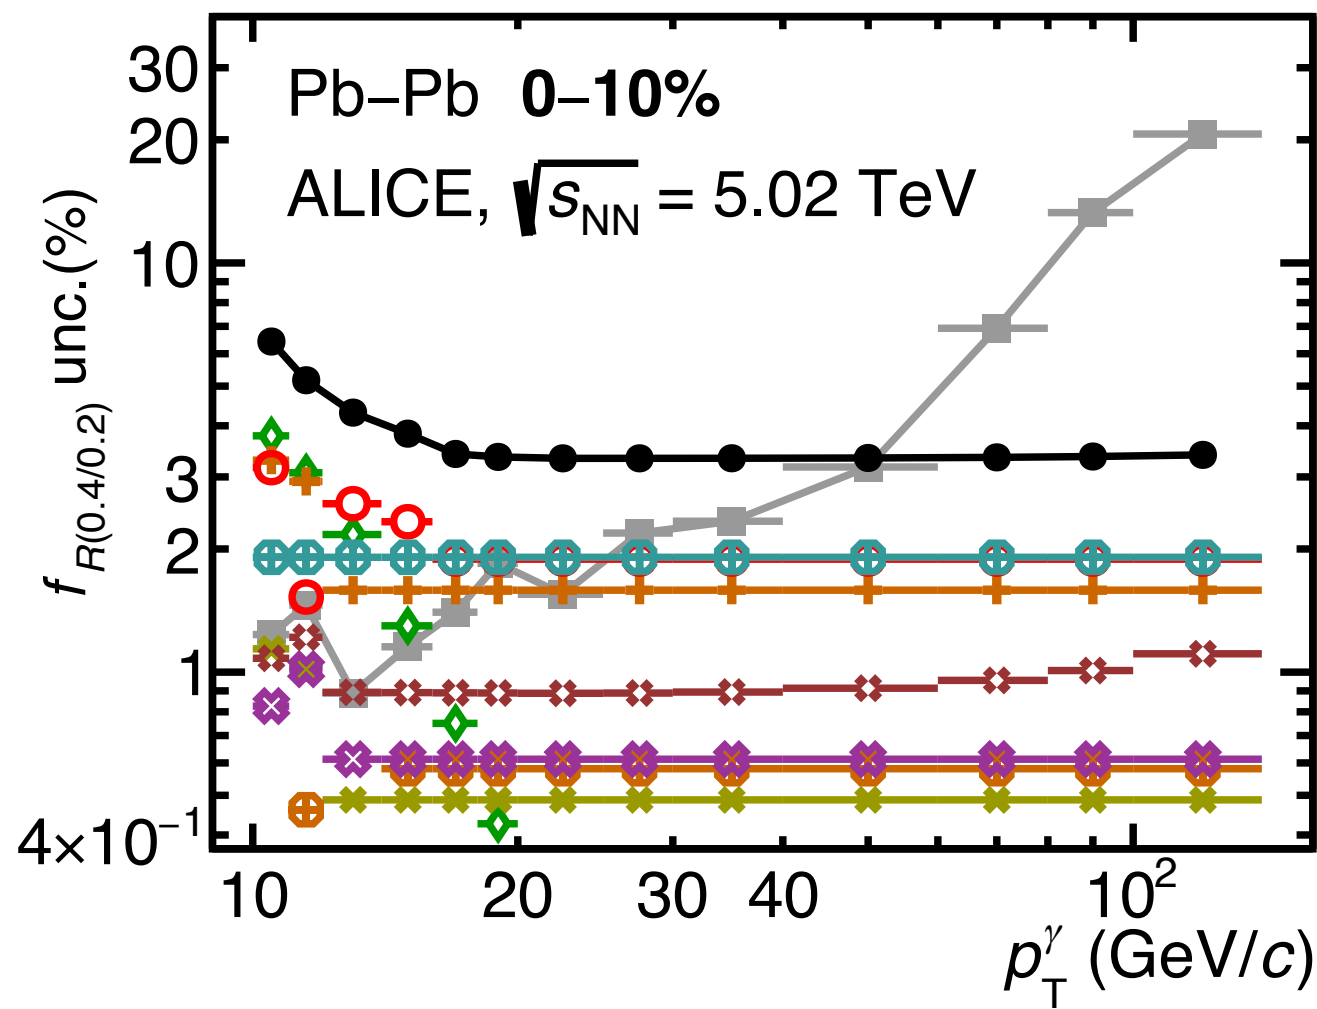 Pb–Pb 0–10%
ALICE, √sNN = 5.02 TeV
f R(0.4/0.2) unc.(%)
30
20
10
3
2
1
4×10⁻¹
10 20 30 40 10²
pTγ (GeV/c)